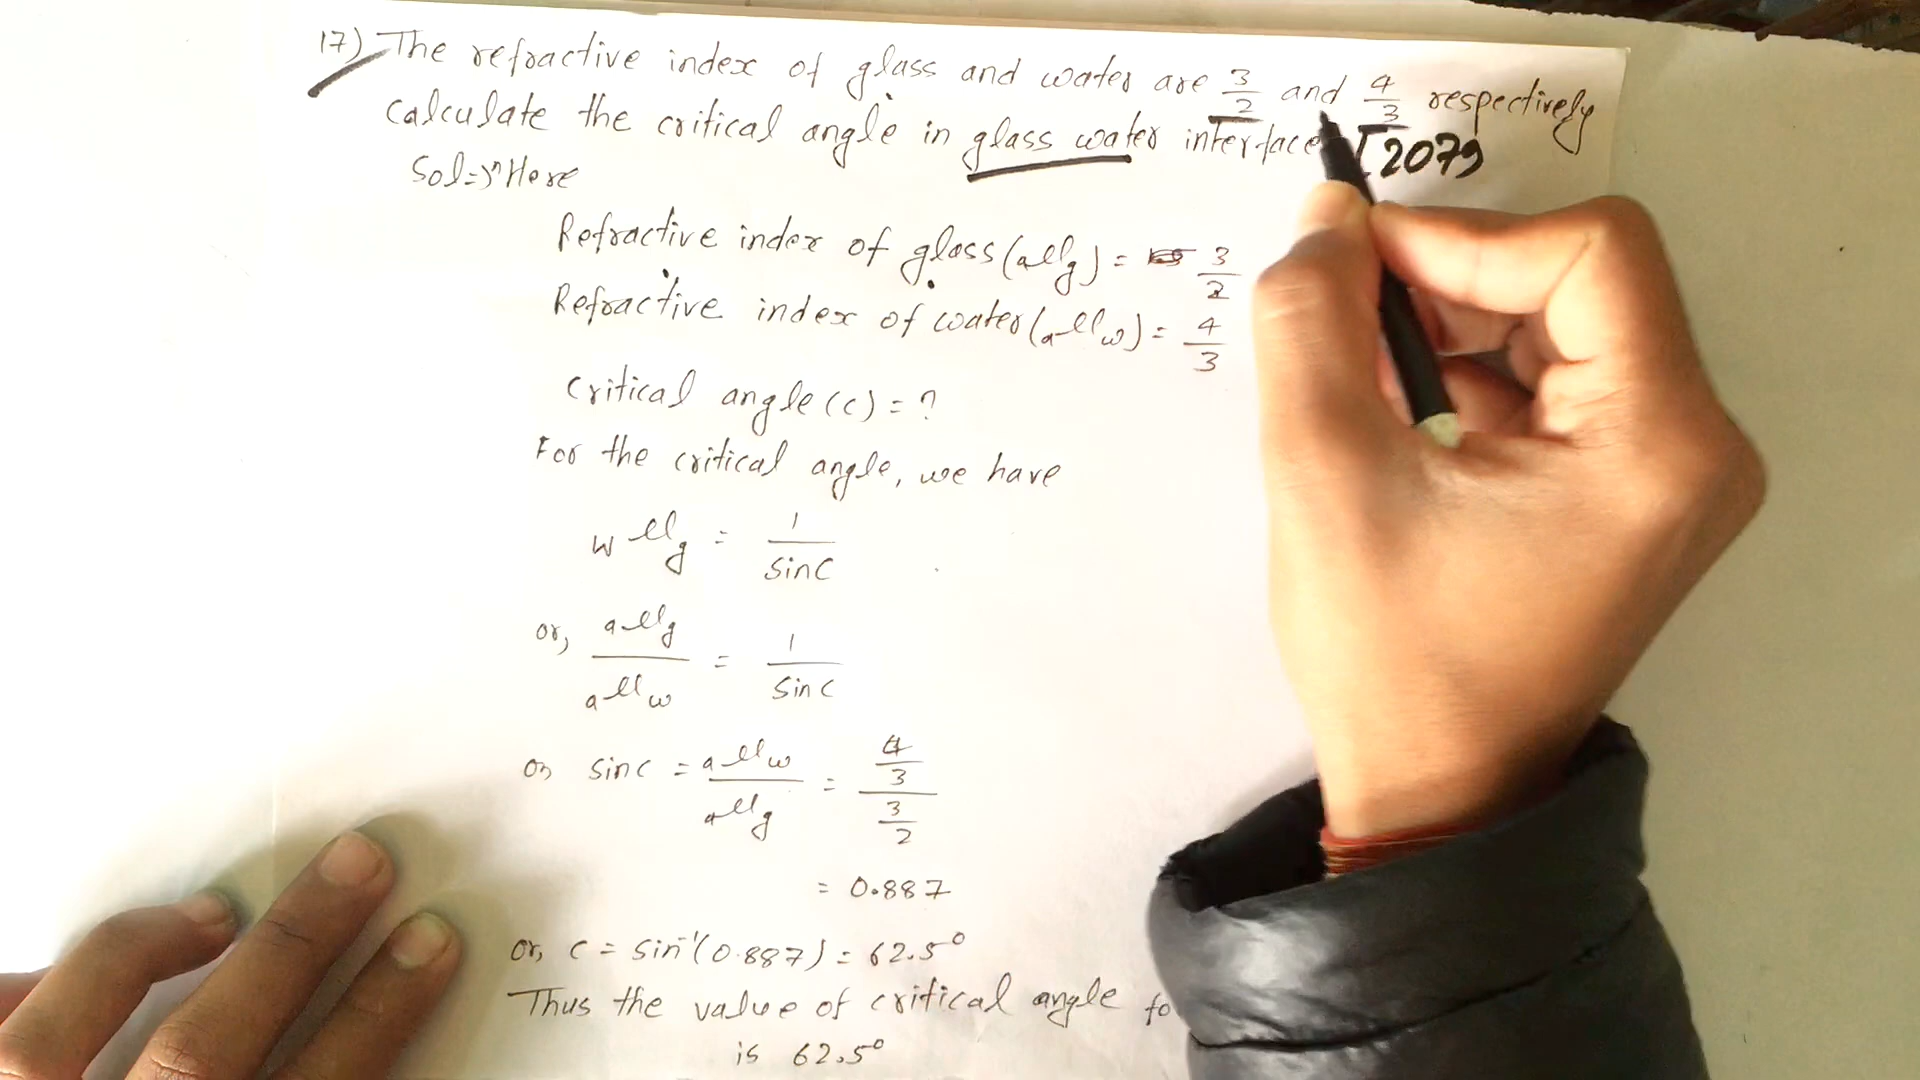 17) The refractive index of glass and water are 3/2 and 4/3 respectively
Calculate the critical angle in glass water interface [2079
Sol=>n Here
Refractive index of glass (aμg) = 3/2
Refractive index of water (aμw) = 4/3
Critical angle (c) = ?
For the critical angle, we have
wμg = 1/sinC
or, aμg/aμw = 1/sinC
or sinc = aμw/aμg = 4/3 / 3/2
= 0.887
or, c = sin⁻¹(0.887) = 62.5°
Thus the value of critical angle fo
is 62.5°